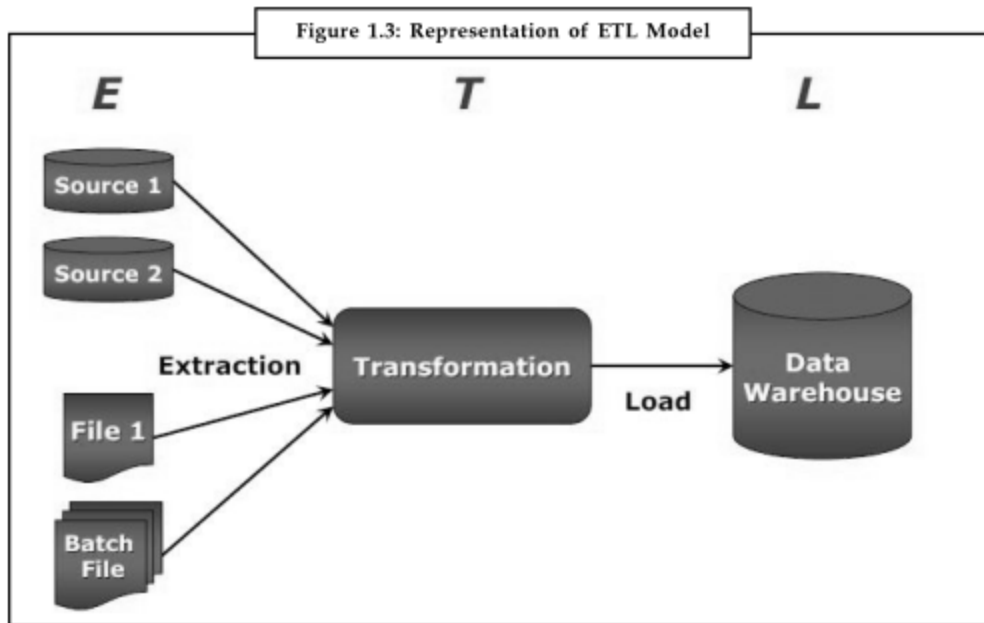 Figure 1.3: Representation of ETL Model
E
T
L
Source 1
Source 2
Extraction
Transformation
Load
Data
Warehouse
File 1
Batch
File